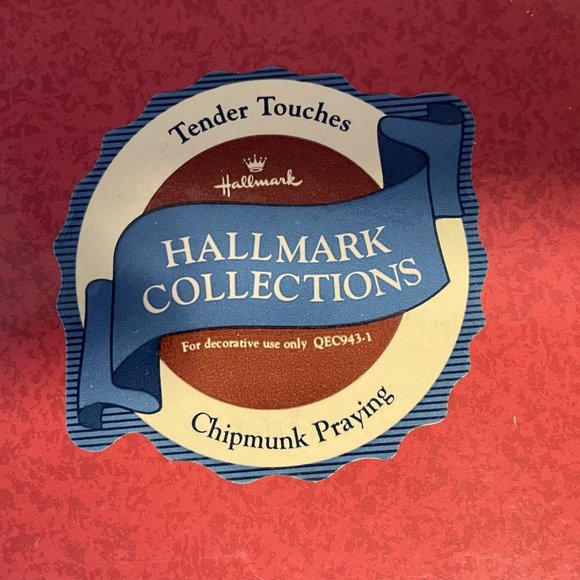 Tender Touches
Hallmark
HALLMARK
COLLECTIONS
For decorative use only QEC943-1
Chipmunk Praying